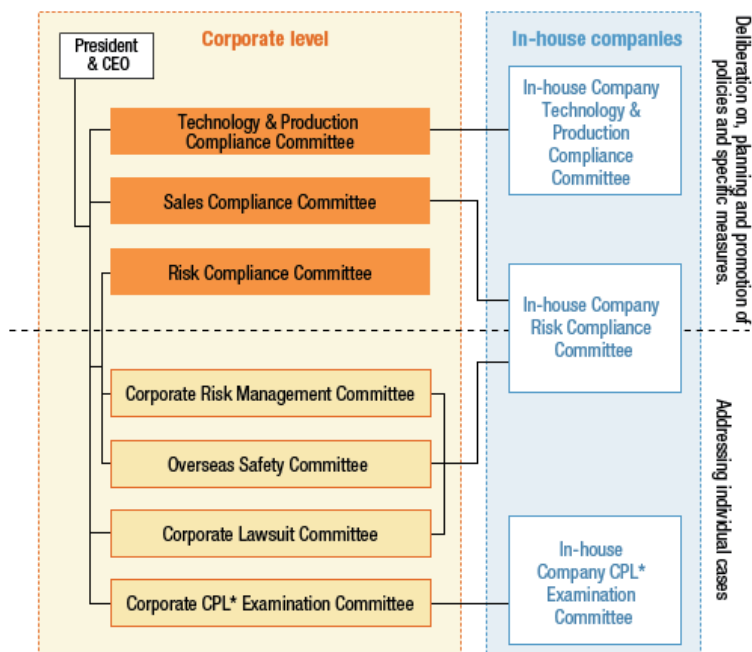 Corporate level
In-house companies
President
& CEO
Technology & Production
Compliance Committee
Sales Compliance Committee
Risk Compliance Committee
Corporate Risk Management Committee
Overseas Safety Committee
Corporate Lawsuit Committee
Corporate CPL* Examination Committee
In-house Company
Technology &
Production
Compliance
Committee
In-house Company
Risk Compliance
Committee
In-house
Company CPL*
Examination
Committee
Deliberation on, planning and promotion of
policies and specific measures.
Addressing individual cases